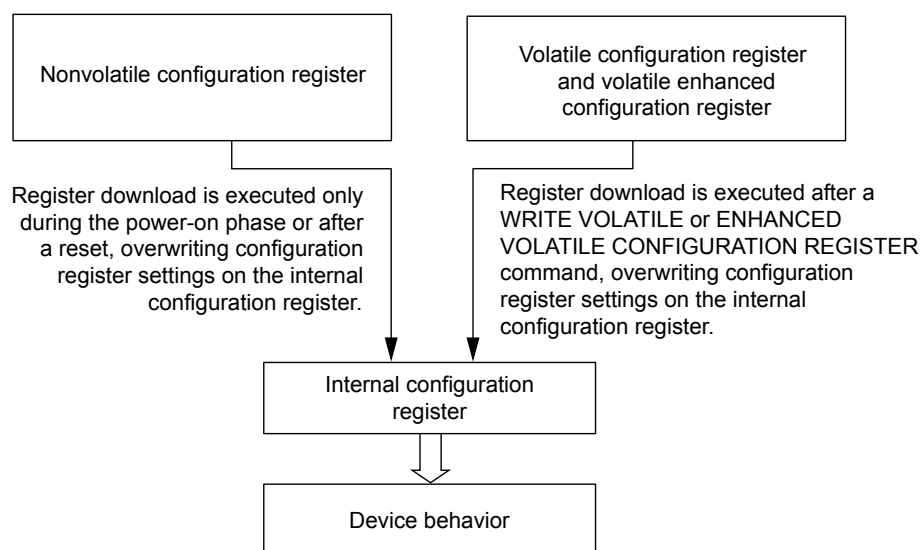 Nonvolatile configuration register
Volatile configuration register
and volatile enhanced
configuration register
Register download is executed only
during the power-on phase or after
a reset, overwriting configuration
register settings on the internal
configuration register.
Register download is executed after a
WRITE VOLATILE or ENHANCED
VOLATILE CONFIGURATION REGISTER
command, overwriting configuration
register settings on the internal
configuration register.
Internal configuration
register
Device behavior